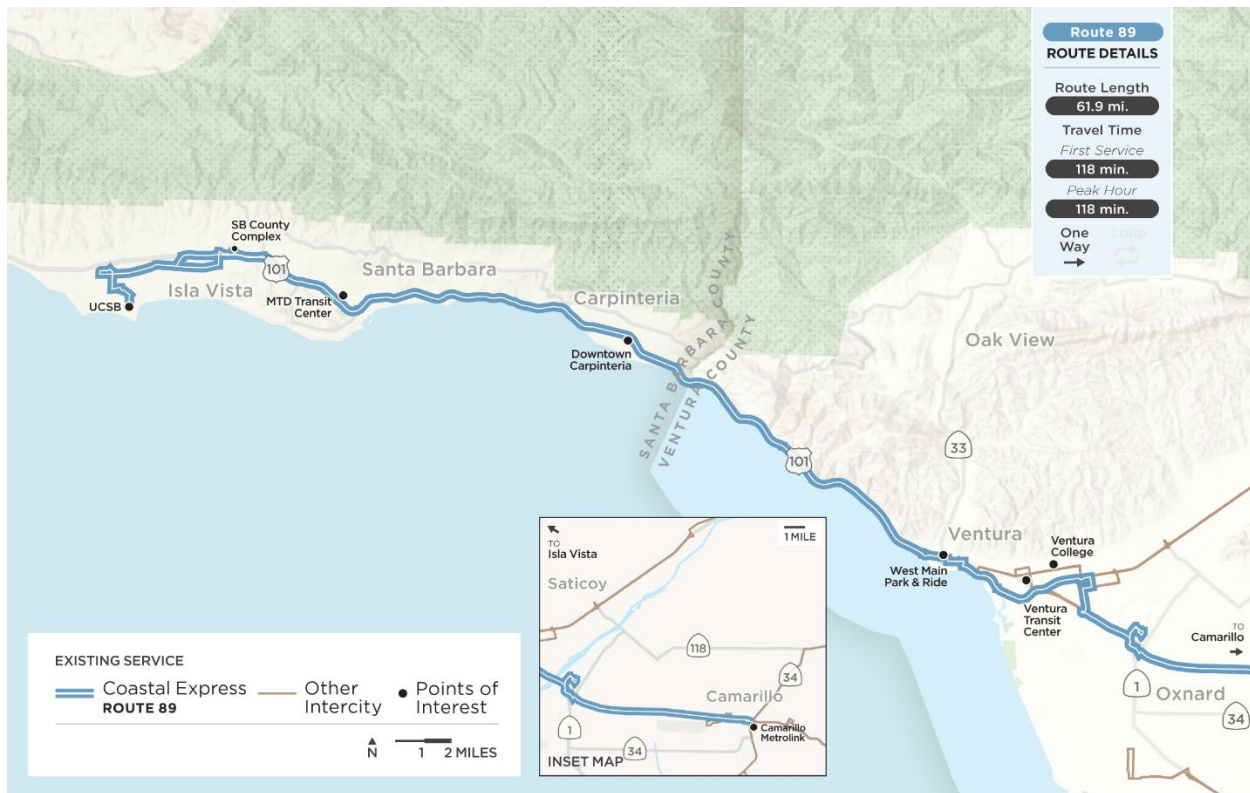 Route 89
ROUTE DETAILS
Route Length
61.9 mi.
Travel Time
First Service
118 min.
Peak Hour
118 min.
One
Way
Loop
SB County
Complex
101
Santa Barbara
Isla Vista
MTD Transit
Center
UCSB
Carpinteria
Downtown
Carpinteria
SANTA BARBARA COUNTY
VENTURA COUNTY
Oak View
33
101
Ventura
Ventura
College
West Main
Park & Ride
Ventura
Transit
Center
TO
Camarillo
1
Oxnard
34
TO
Isla Vista
1 MILE
Saticoy
118
34
Camarillo
Camarillo
Metrolink
1
34
INSET MAP
EXISTING SERVICE
Coastal Express
ROUTE 89
Other
Intercity
Points of
Interest
N
1 2 MILES